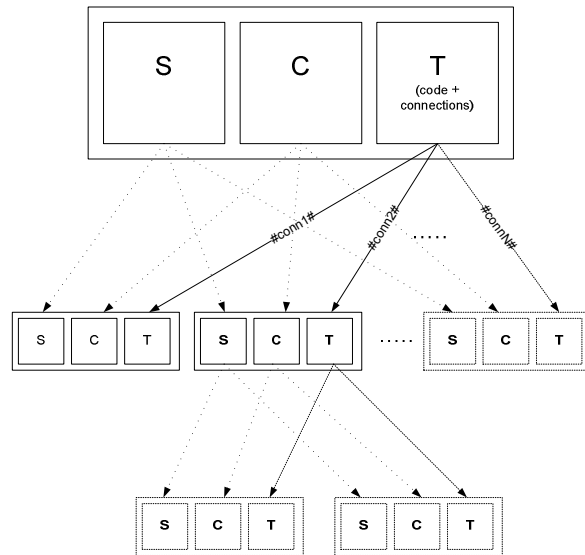 S C T
(code +
connections)
#conn1# #conn2# ..... #connN#
S C T S C T ..... S C T
S C T S C T